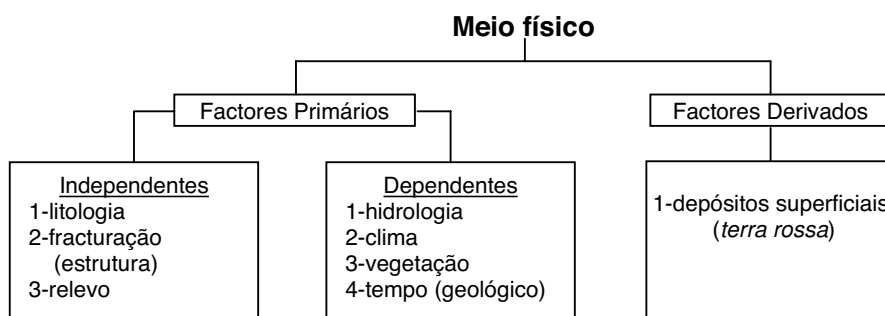 Meio físico
Factores Primários
Factores Derivados
Independentes
1-litologia
2-fracturação
(estrutura)
3-relevo
Dependentes
1-hidrologia
2-clima
3-vegetação
4-tempo (geológico)
1-depósitos superficiais
(terra rossa)